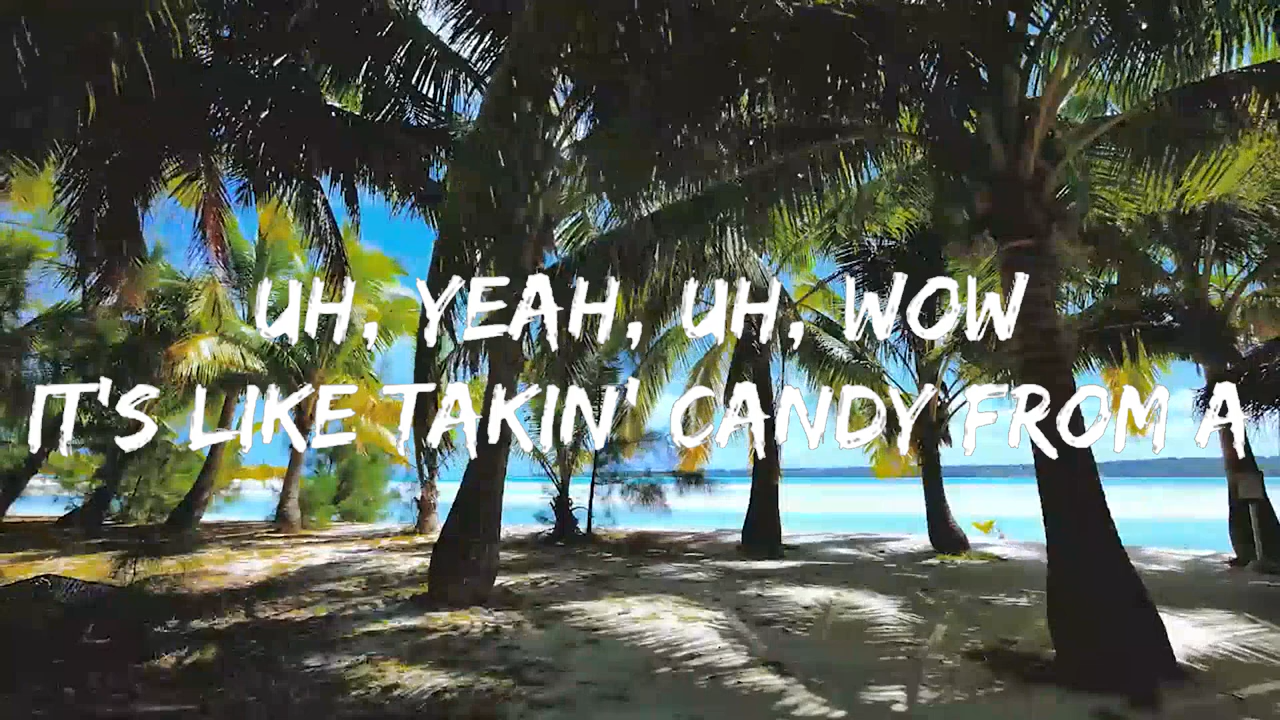 UH, YEAH, UH, WOW
IT'S LIKE TAKIN' CANDY FROM A